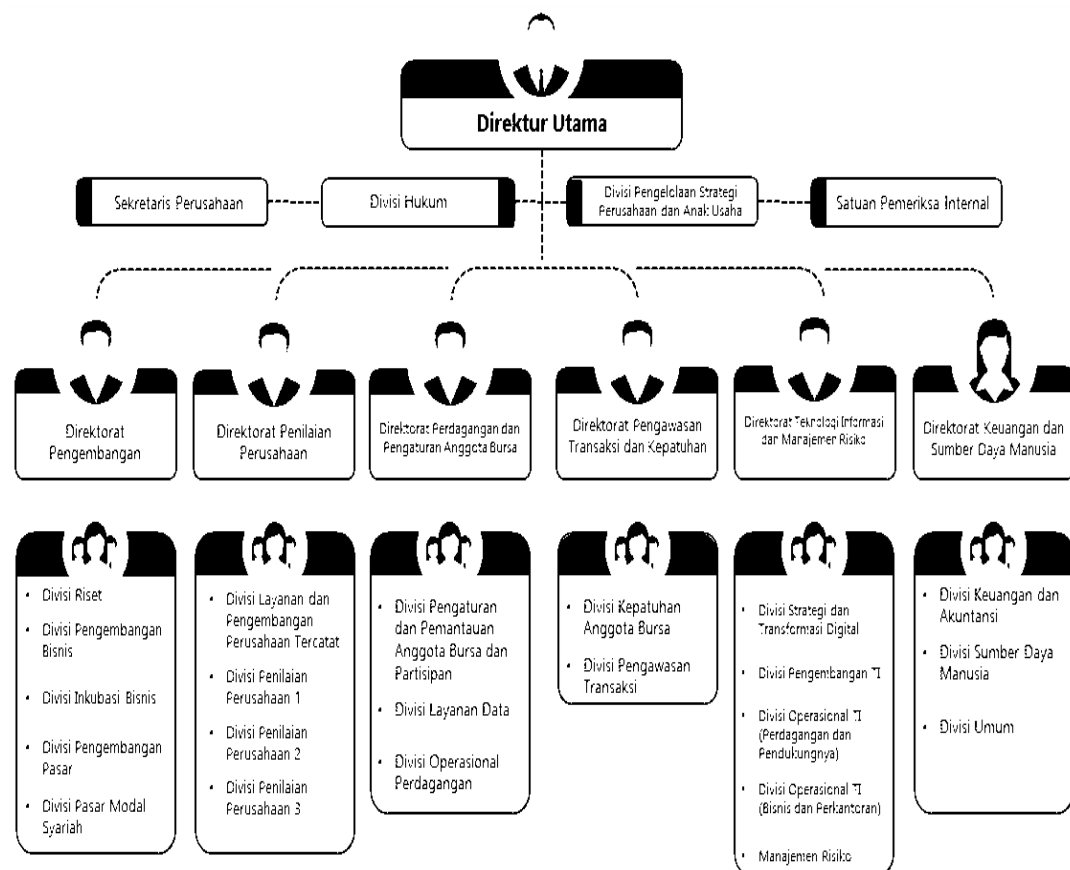 Direktur Utama
Sekretaris Perusahaan
Divisi Hukum
Divisi Pengelolaan Strategi
Perusahaan dan Anak Usaha
Satuan Pemeriksa Internal
Direktorat
Pengembangan
Direktorat Penilaian
Perusahaan
Direktorat Perdagangan dan
Pengaturan Anggota Bursa
Direktorat Pengawasan
Transaksi dan Kepatuhan
Direktorat Teknologi Informasi
dan Manajemen Risiko
Direktorat Keuangan dan
Sumber Daya Manusia
• Divisi Riset
• Divisi Pengembangan
Bisnis
• Divisi Inkubasi Bisnis
• Divisi Pengembangan
Pasar
• Divisi Pasar Modal
Syariah
• Divisi Layanan dan
Pengembangan
Perusahaan Tercatat
• Divisi Penilaian
Perusahaan 1
• Divisi Penilaian
Perusahaan 2
• Divisi Penilaian
Perusahaan 3
• Divisi Pengaturan
dan Pemantauan
Anggota Bursa dan
Partisipan
• Divisi Layanan Data
• Divisi Operasional
Perdagangan
• Divisi Kepatuhan
Anggota Bursa
• Divisi Pengawasan
Transaksi
• Divisi Strategi dan
Transformasi Digital
• Divisi Pengembangan TI
• Divisi Operasional TI
(Perdagangan dan
Pendukungnya)
• Divisi Operasional TI
(Bisnis dan Perkantoran)
• Manajemen Risiko
• Divisi Keuangan dan
Akuntansi
• Divisi Sumber Daya
Manusia
• Divisi Umum